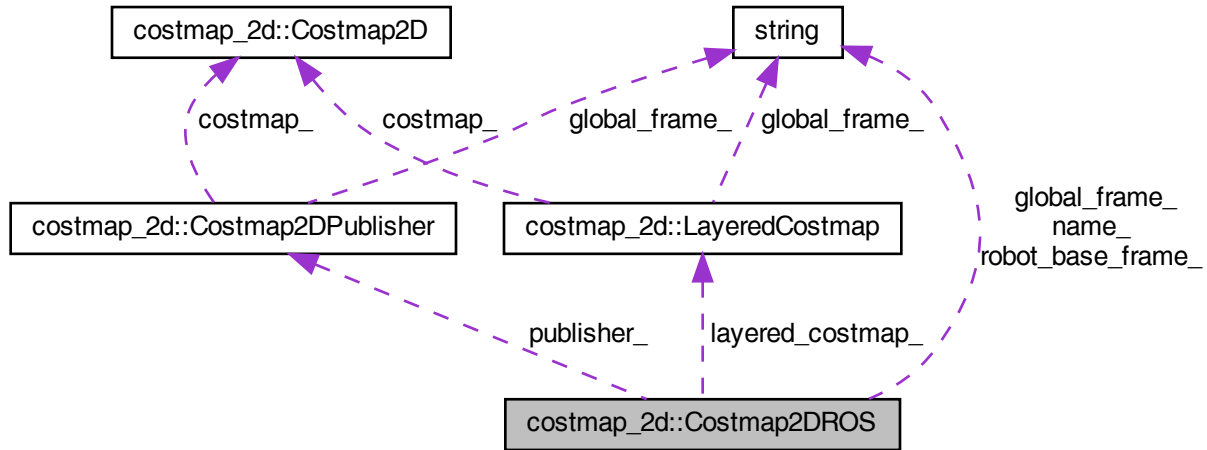 costmap_2d::Costmap2D
string
costmap_
costmap_
global_frame_
global_frame_
global_frame_
name_
robot_base_frame_
costmap_2d::Costmap2DPublisher
costmap_2d::LayeredCostmap
publisher_
layered_costmap_
costmap_2d::Costmap2DROS